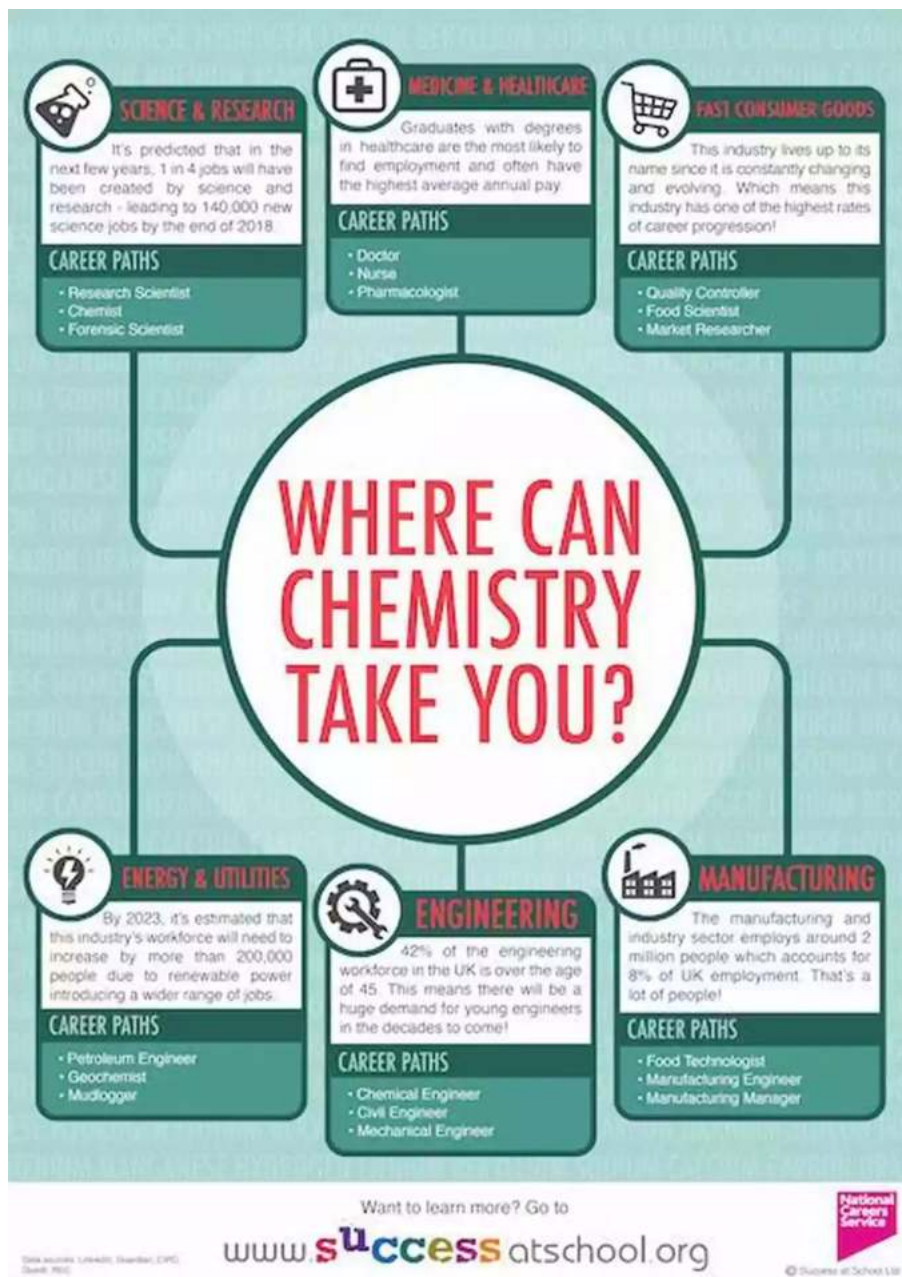 SCIENCE & RESEARCH
It's predicted that in the
next few years, 1 in 4 jobs will have
been created by science and
research - leading to 140,000 new
science jobs by the end of 2018.
CAREER PATHS
• Research Scientist
• Chemist
• Forensic Scientist
MEDICINE & HEALTHCARE
Graduates with degrees
in healthcare are the most likely to
find employment and often have
the highest average annual pay.
CAREER PATHS
• Doctor
• Nurse
• Pharmacologist
FAST CONSUMER GOODS
This industry lives up to its
name since it is constantly changing
and evolving. Which means this
industry has one of the highest rates
of career progression!
CAREER PATHS
• Quality Controller
• Food Scientist
• Market Researcher
WHERE CAN
CHEMISTRY
TAKE YOU?
ENERGY & UTILITIES
By 2023, it's estimated that
this industry's workforce will need to
increase by more than 200,000
people due to renewable power
introducing a wider range of jobs.
CAREER PATHS
• Petroleum Engineer
• Geochemist
• Mudlogger
ENGINEERING
42% of the engineering
workforce in the UK is over the age
of 45. This means there will be a
huge demand for young engineers
in the decades to come!
CAREER PATHS
• Chemical Engineer
• Civil Engineer
• Mechanical Engineer
MANUFACTURING
The manufacturing and
industry sector employs around 2
million people which accounts for
8% of UK employment. That's a
lot of people!
CAREER PATHS
• Food Technologist
• Manufacturing Engineer
• Manufacturing Manager
Want to learn more? Go to
www.successatschool.org
National
Careers
Service
© Success at School Ltd